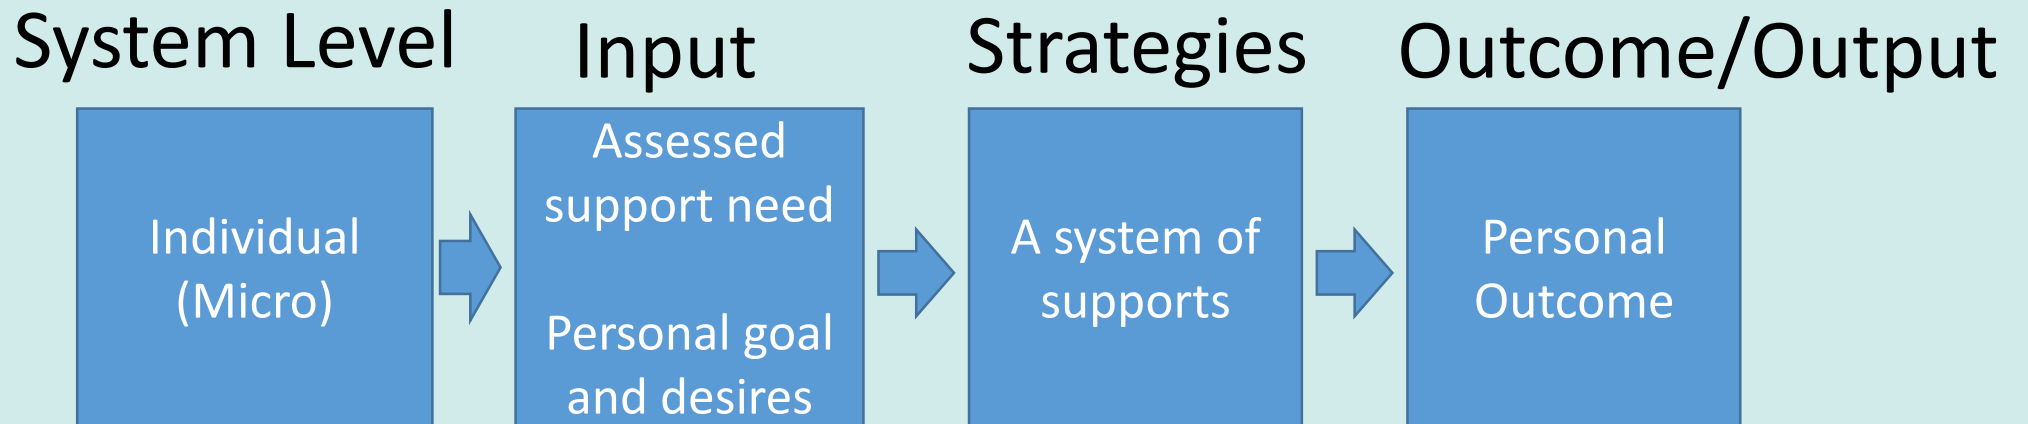 System Level
Input
Strategies
Outcome/Output
Individual
(Micro)
Assessed
support need
Personal goal
and desires
A system of
supports
Personal
Outcome